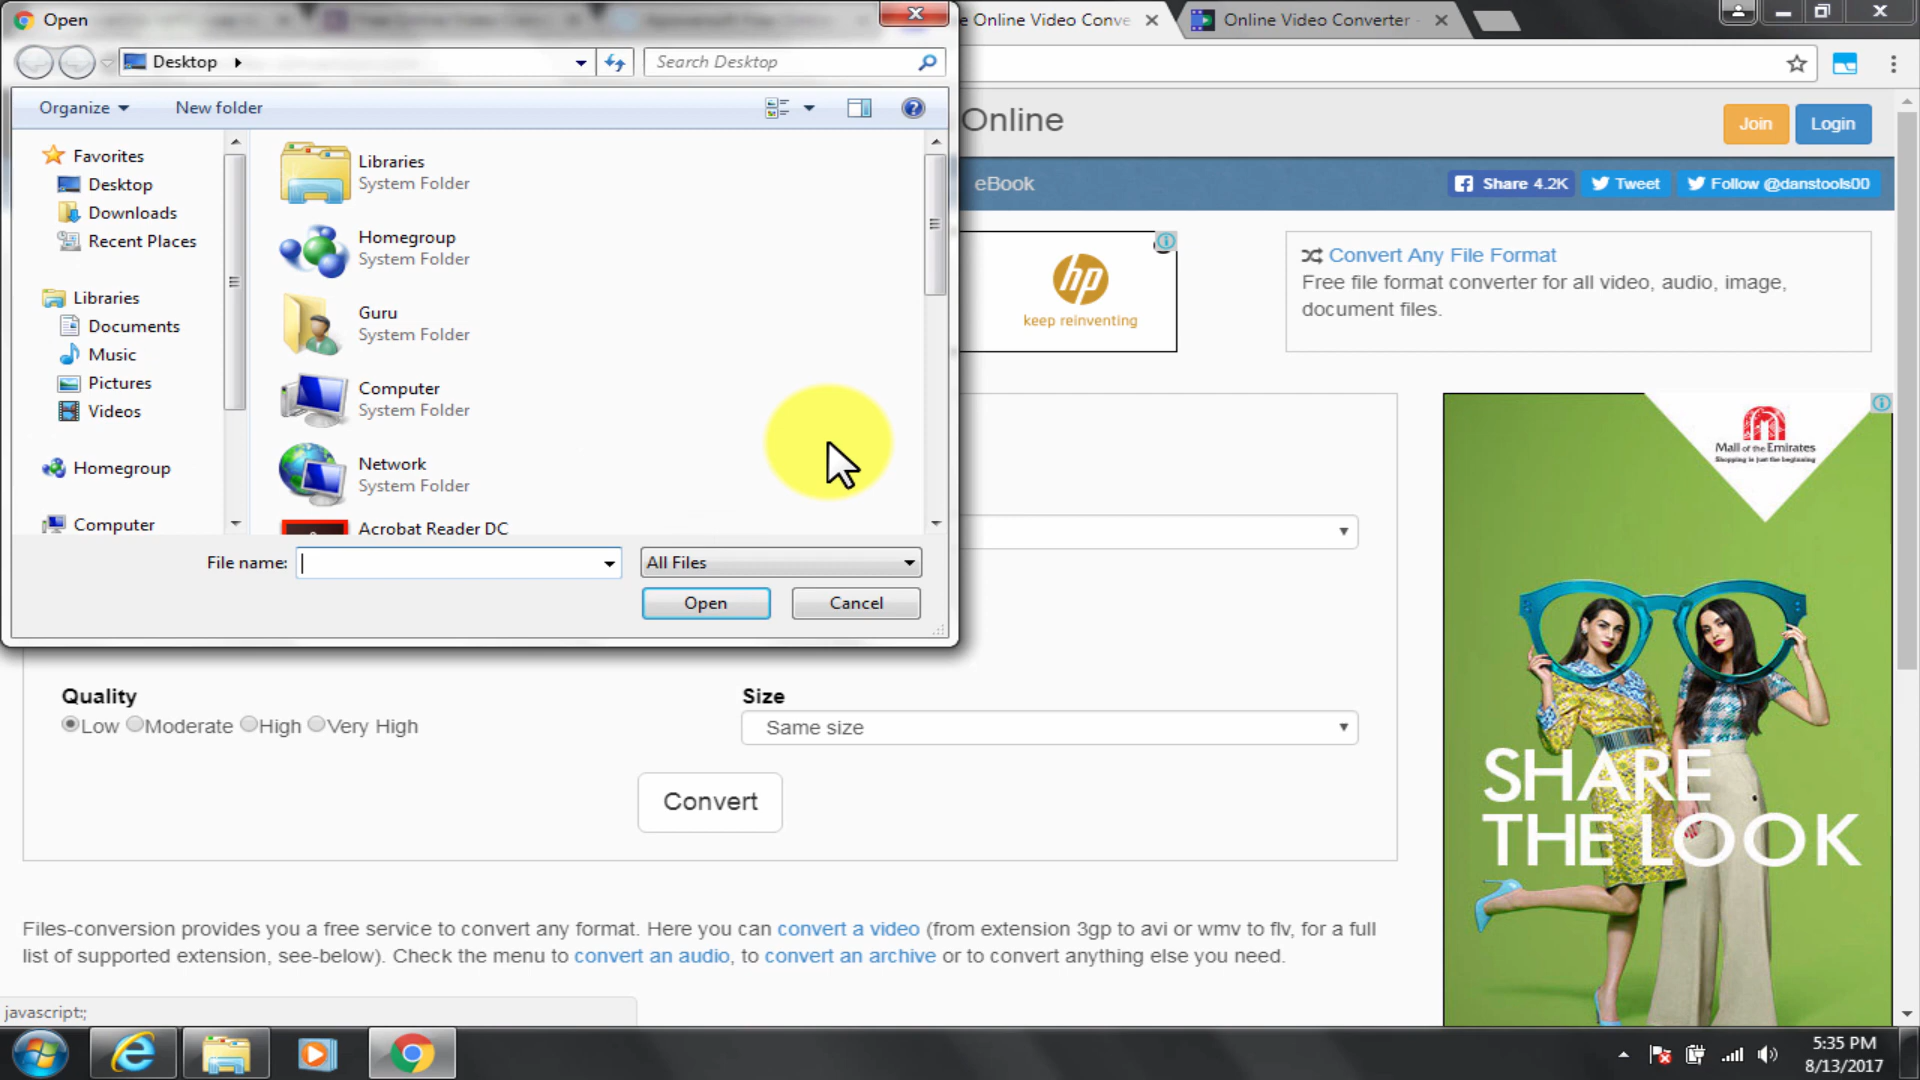 Open
e Online Video Conve
Online Video Converter -
Desktop
Search Desktop
Organize
New folder
Online
Join
Login
Favorites
Desktop
Downloads
Recent Places
Libraries
Documents
Music
Pictures
Videos
Homegroup
Computer
Libraries
System Folder
Homegroup
System Folder
Guru
System Folder
Computer
System Folder
Network
System Folder
Acrobat Reader DC
File name:
All Files
Open
Cancel
eBook
Share 4.2K
Tweet
Follow @danstools00
hp
keep reinventing
Convert Any File Format
Free file format converter for all video, audio, image,
document files.
Mall of the Emirates
Shopping is just the beginning
SHARE
THE LOOK
Quality
Low Moderate High Very High
Size
Same size
Convert
Files-conversion provides you a free service to convert any format. Here you can convert a video (from extension 3gp to avi or wmv to flv, for a full
list of supported extension, see-below). Check the menu to convert an audio, to convert an archive or to convert anything else you need.
javascript:;
5:35 PM
8/13/2017